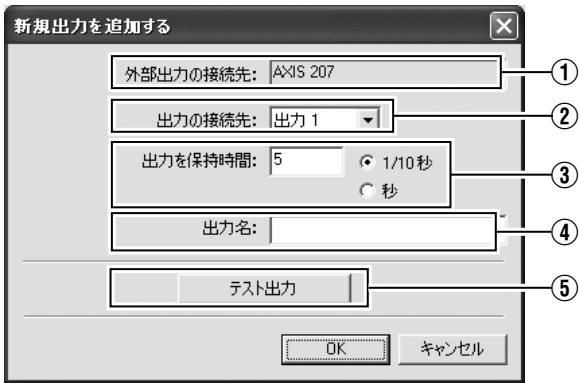 新規出力を追加する
外部出力の接続先: AXIS 207 ①
出力の接続先: 出力 1 ②
出力を保持時間: 5 1/10秒 ③
秒
出力名: ④
テスト出力 ⑤
OK キャンセル